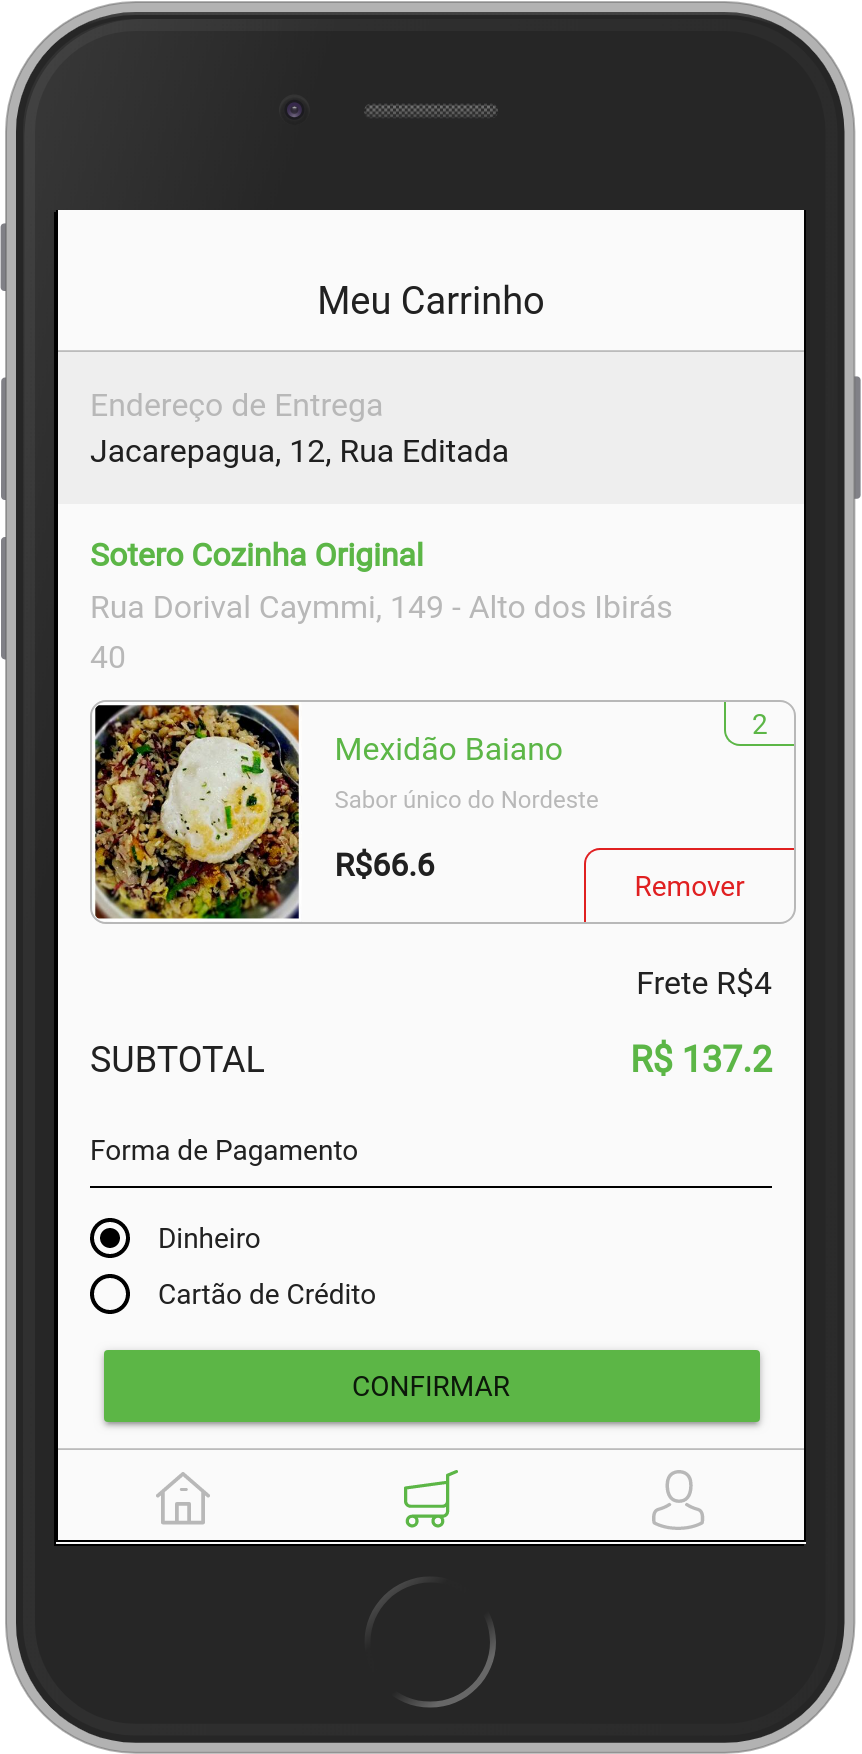 Meu Carrinho
Endereço de Entrega
Jacarepagua, 12, Rua Editada
Sotero Cozinha Original
Rua Dorival Caymmi, 149 - Alto dos Ibirás
40
2
Mexidão Baiano
Sabor único do Nordeste
R$66.6
Remover
Frete R$4
SUBTOTAL R$ 137.2
Forma de Pagamento
Dinheiro
Cartão de Crédito
CONFIRMAR